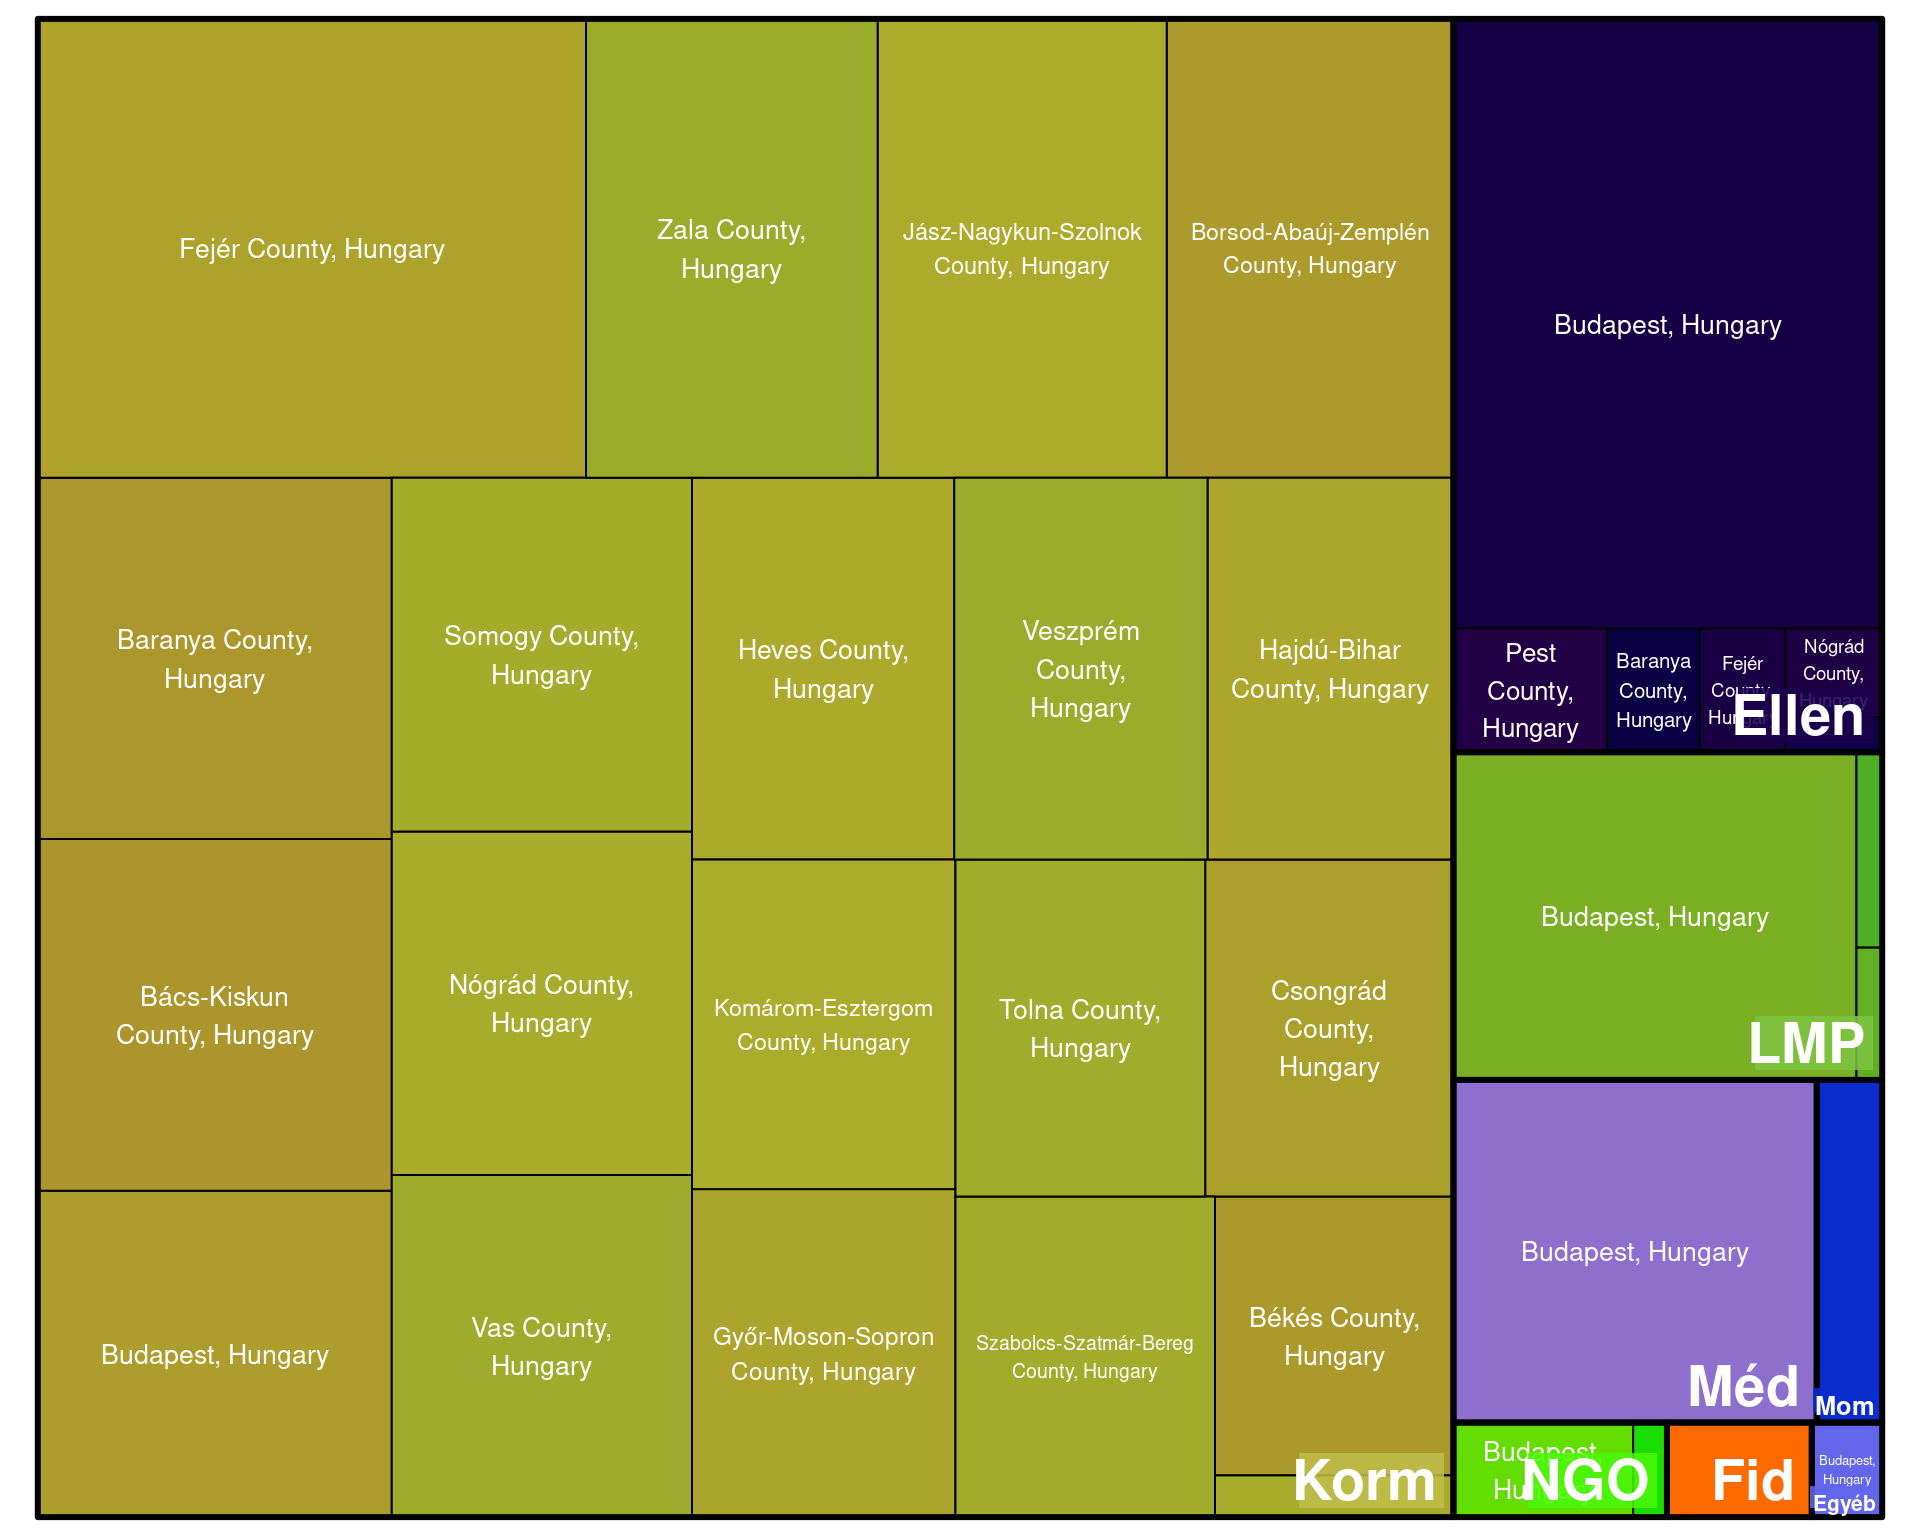 Fejér County, Hungary
Zala County,
Hungary
Jász-Nagykun-Szolnok
County, Hungary
Borsod-Abaúj-Zemplén
County, Hungary
Baranya County,
Hungary
Somogy County,
Hungary
Heves County,
Hungary
Veszprém
County,
Hungary
Hajdú-Bihar
County, Hungary
Bács-Kiskun
County, Hungary
Nógrád County,
Hungary
Komárom-Esztergom
County, Hungary
Tolna County,
Hungary
Csongrád
County,
Hungary
Budapest, Hungary
Vas County,
Hungary
Győr-Moson-Sopron
County, Hungary
Szabolcs-Szatmár-Bereg
County, Hungary
Békés County,
Hungary
Korm
Budapest, Hungary
Pest
County,
Hungary
Baranya
County,
Hungary
Fejér
County,
Hungary
Nógrád
County,
Hungary
Ellen
Budapest, Hungary
LMP
Budapest, Hungary
Méd
Mom
Budapest,
Hungary
NGO
Fid
Budapest,
Hungary
Egyéb